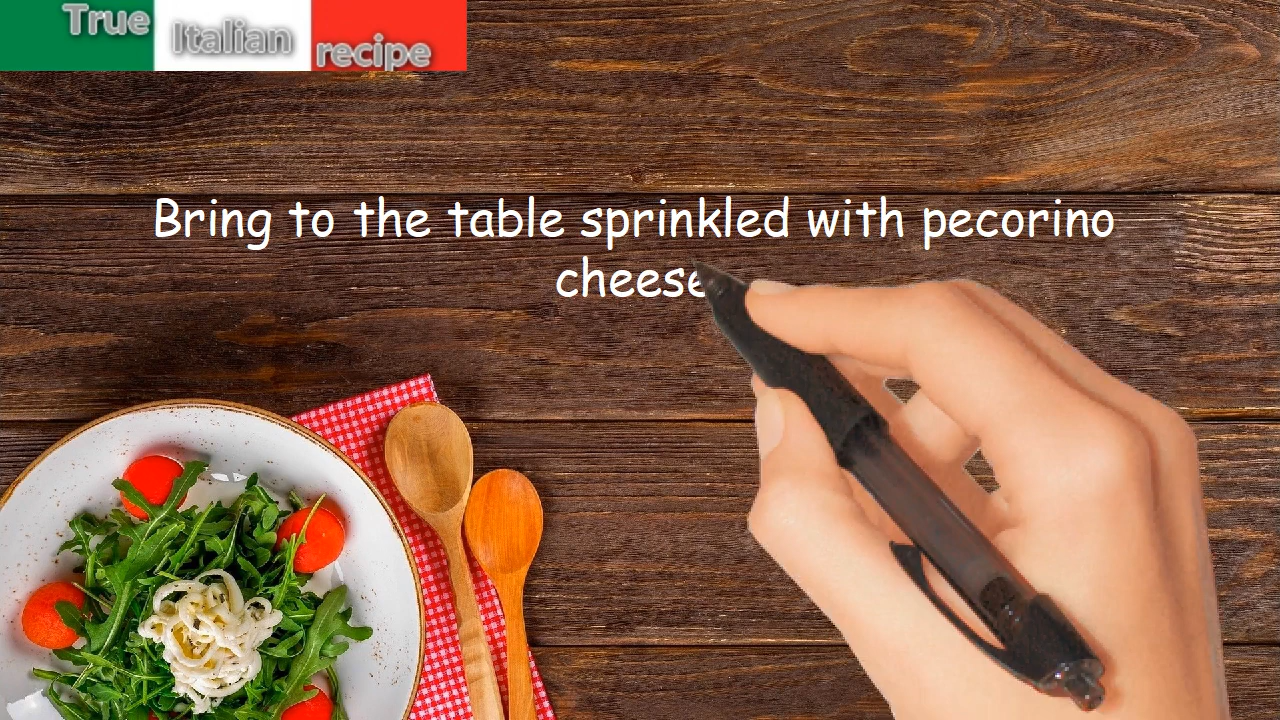 True
Italian
recipe
Bring to the table sprinkled with pecorino
cheese